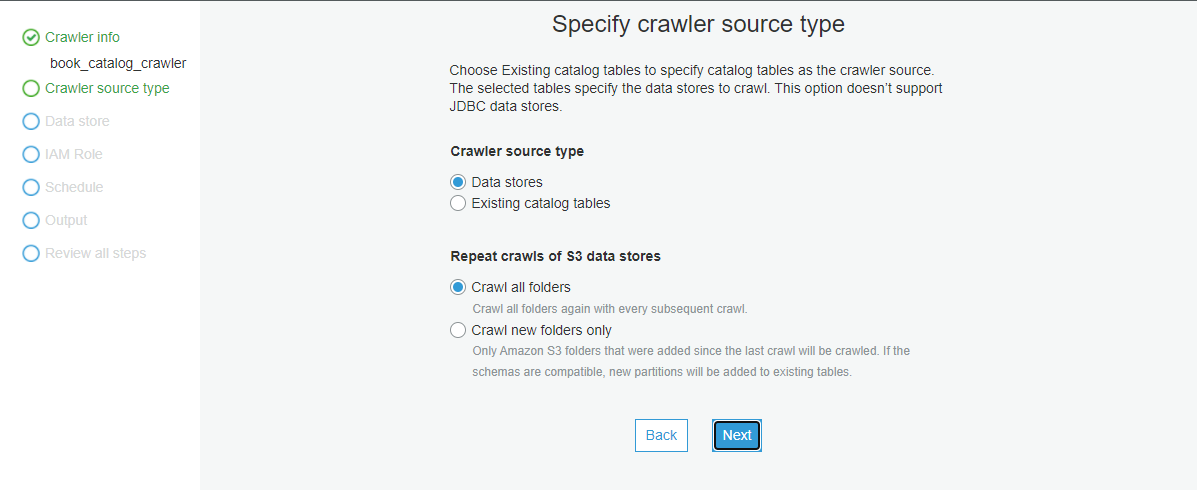 Crawler info
book_catalog_crawler
Crawler source type
Data store
IAM Role
Schedule
Output
Review all steps
Specify crawler source type
Choose Existing catalog tables to specify catalog tables as the crawler source.
The selected tables specify the data stores to crawl. This option doesn't support
JDBC data stores.
Crawler source type
Data stores
Existing catalog tables
Repeat crawls of S3 data stores
Crawl all folders
Crawl all folders again with every subsequent crawl.
Crawl new folders only
Only Amazon S3 folders that were added since the last crawl will be crawled. If the
schemas are compatible, new partitions will be added to existing tables.
Back
Next